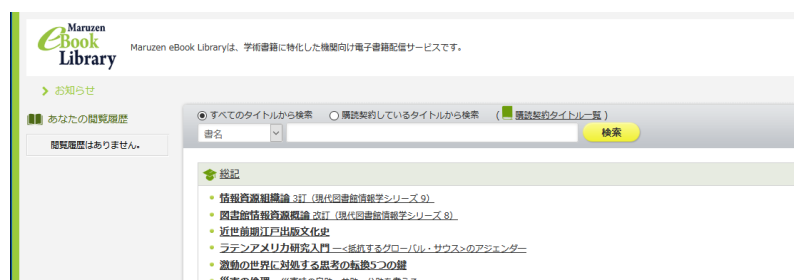 Maruzen
eBook
Library
Maruzen eBook Libraryは、学術書籍に特化した機関向け電子書籍配信サービスです。
お知らせ
あなたの閲覧履歴
閲覧履歴はありません。
すべてのタイトルから検索 購読契約しているタイトルから検索 ( 購読契約タイトル一覧 )
書名 検索
総記
情報資源組織論 3訂（現代図書館情報学シリーズ 9）
図書館情報資源概論 改訂（現代図書館情報学シリーズ 8）
近世前期江戸出版文化史
ラテンアメリカ研究入門 ―<抵抗するグローバル・サウス>のアジェンダー
激動の世界に対処する思考の転換5つの鍵